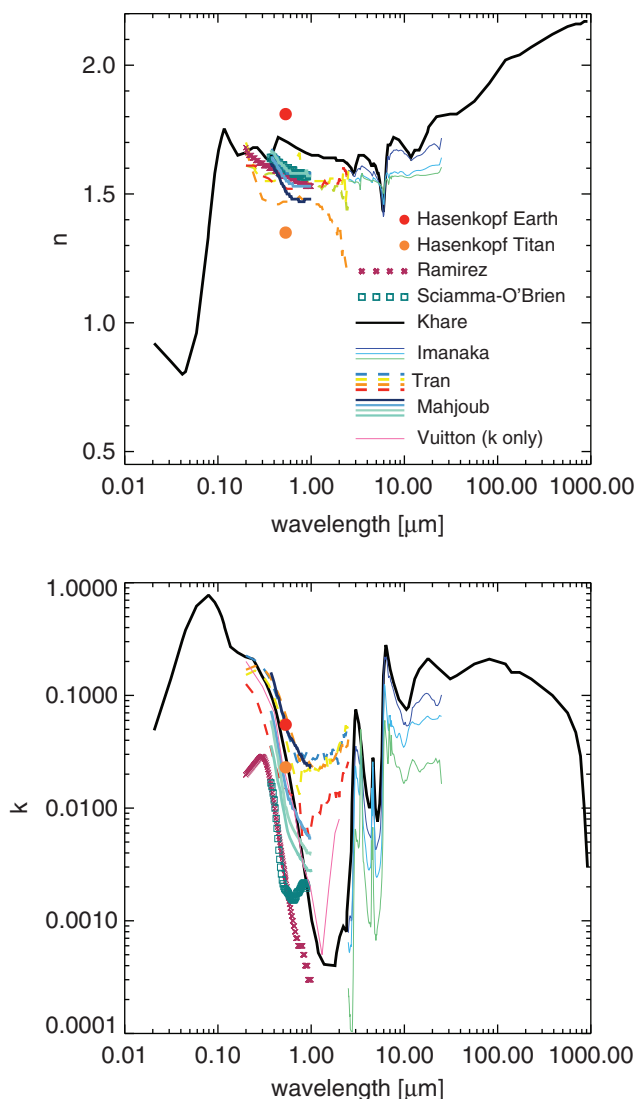 2.0
1.5
1.0
0.5
n
Hasenkopf Earth
Hasenkopf Titan
Ramirez
Sciamma-O'Brien
Khare
Imanaka
Tran
Mahjoub
Vuitton (k only)
0.01 0.10 1.00 10.00 100.00 1000.00
wavelength [μm]
1.0000
0.1000
0.0100
0.0010
0.0001
k
0.01 0.10 1.00 10.00 100.00 1000.00
wavelength [μm]